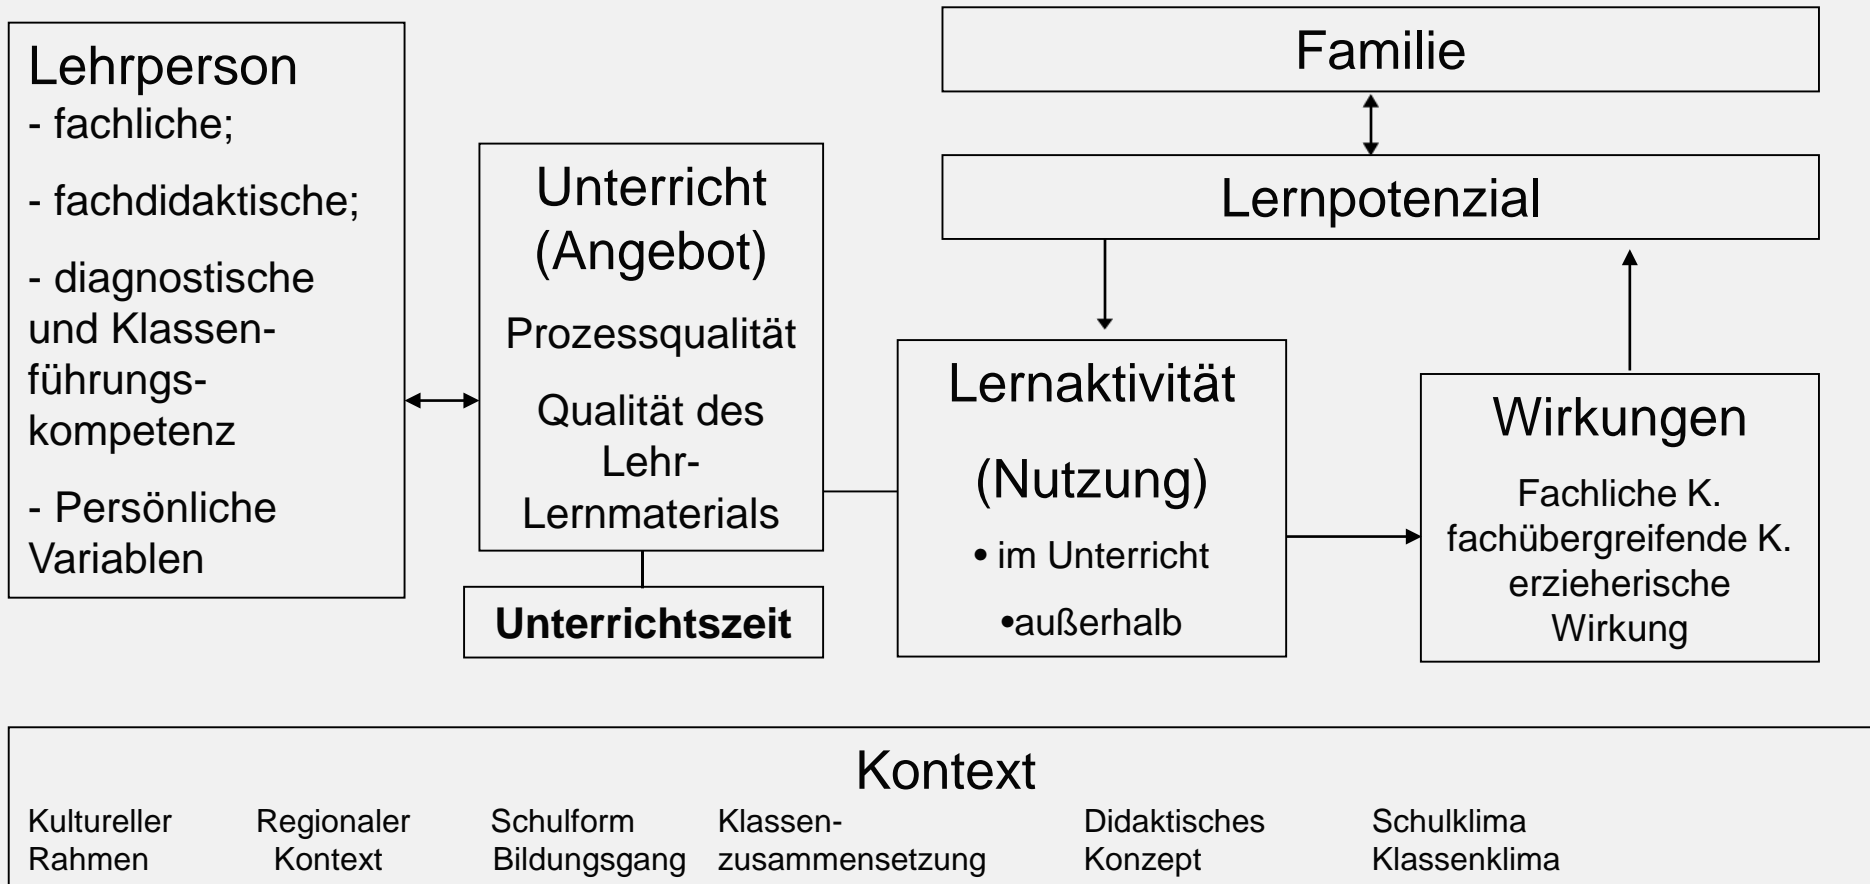 Lehrperson
- fachliche;
- fachdidaktische;
- diagnostische
und Klassen-
führungs-
kompetenz
- Persönliche
Variablen
Unterricht
(Angebot)
Prozessqualität
Qualität des
Lehr-
Lernmaterials
Unterrichtszeit
Familie
Lernpotenzial
Lernaktivität
(Nutzung)
• im Unterricht
•außerhalb
Wirkungen
Fachliche K.
fachübergreifende K.
erzieherische
Wirkung
Kontext
Kultureller
Rahmen
Regionaler
Kontext
Schulform
Bildungsgang
Klassen-
zusammensetzung
Didaktisches
Konzept
Schulklima
Klassenklima